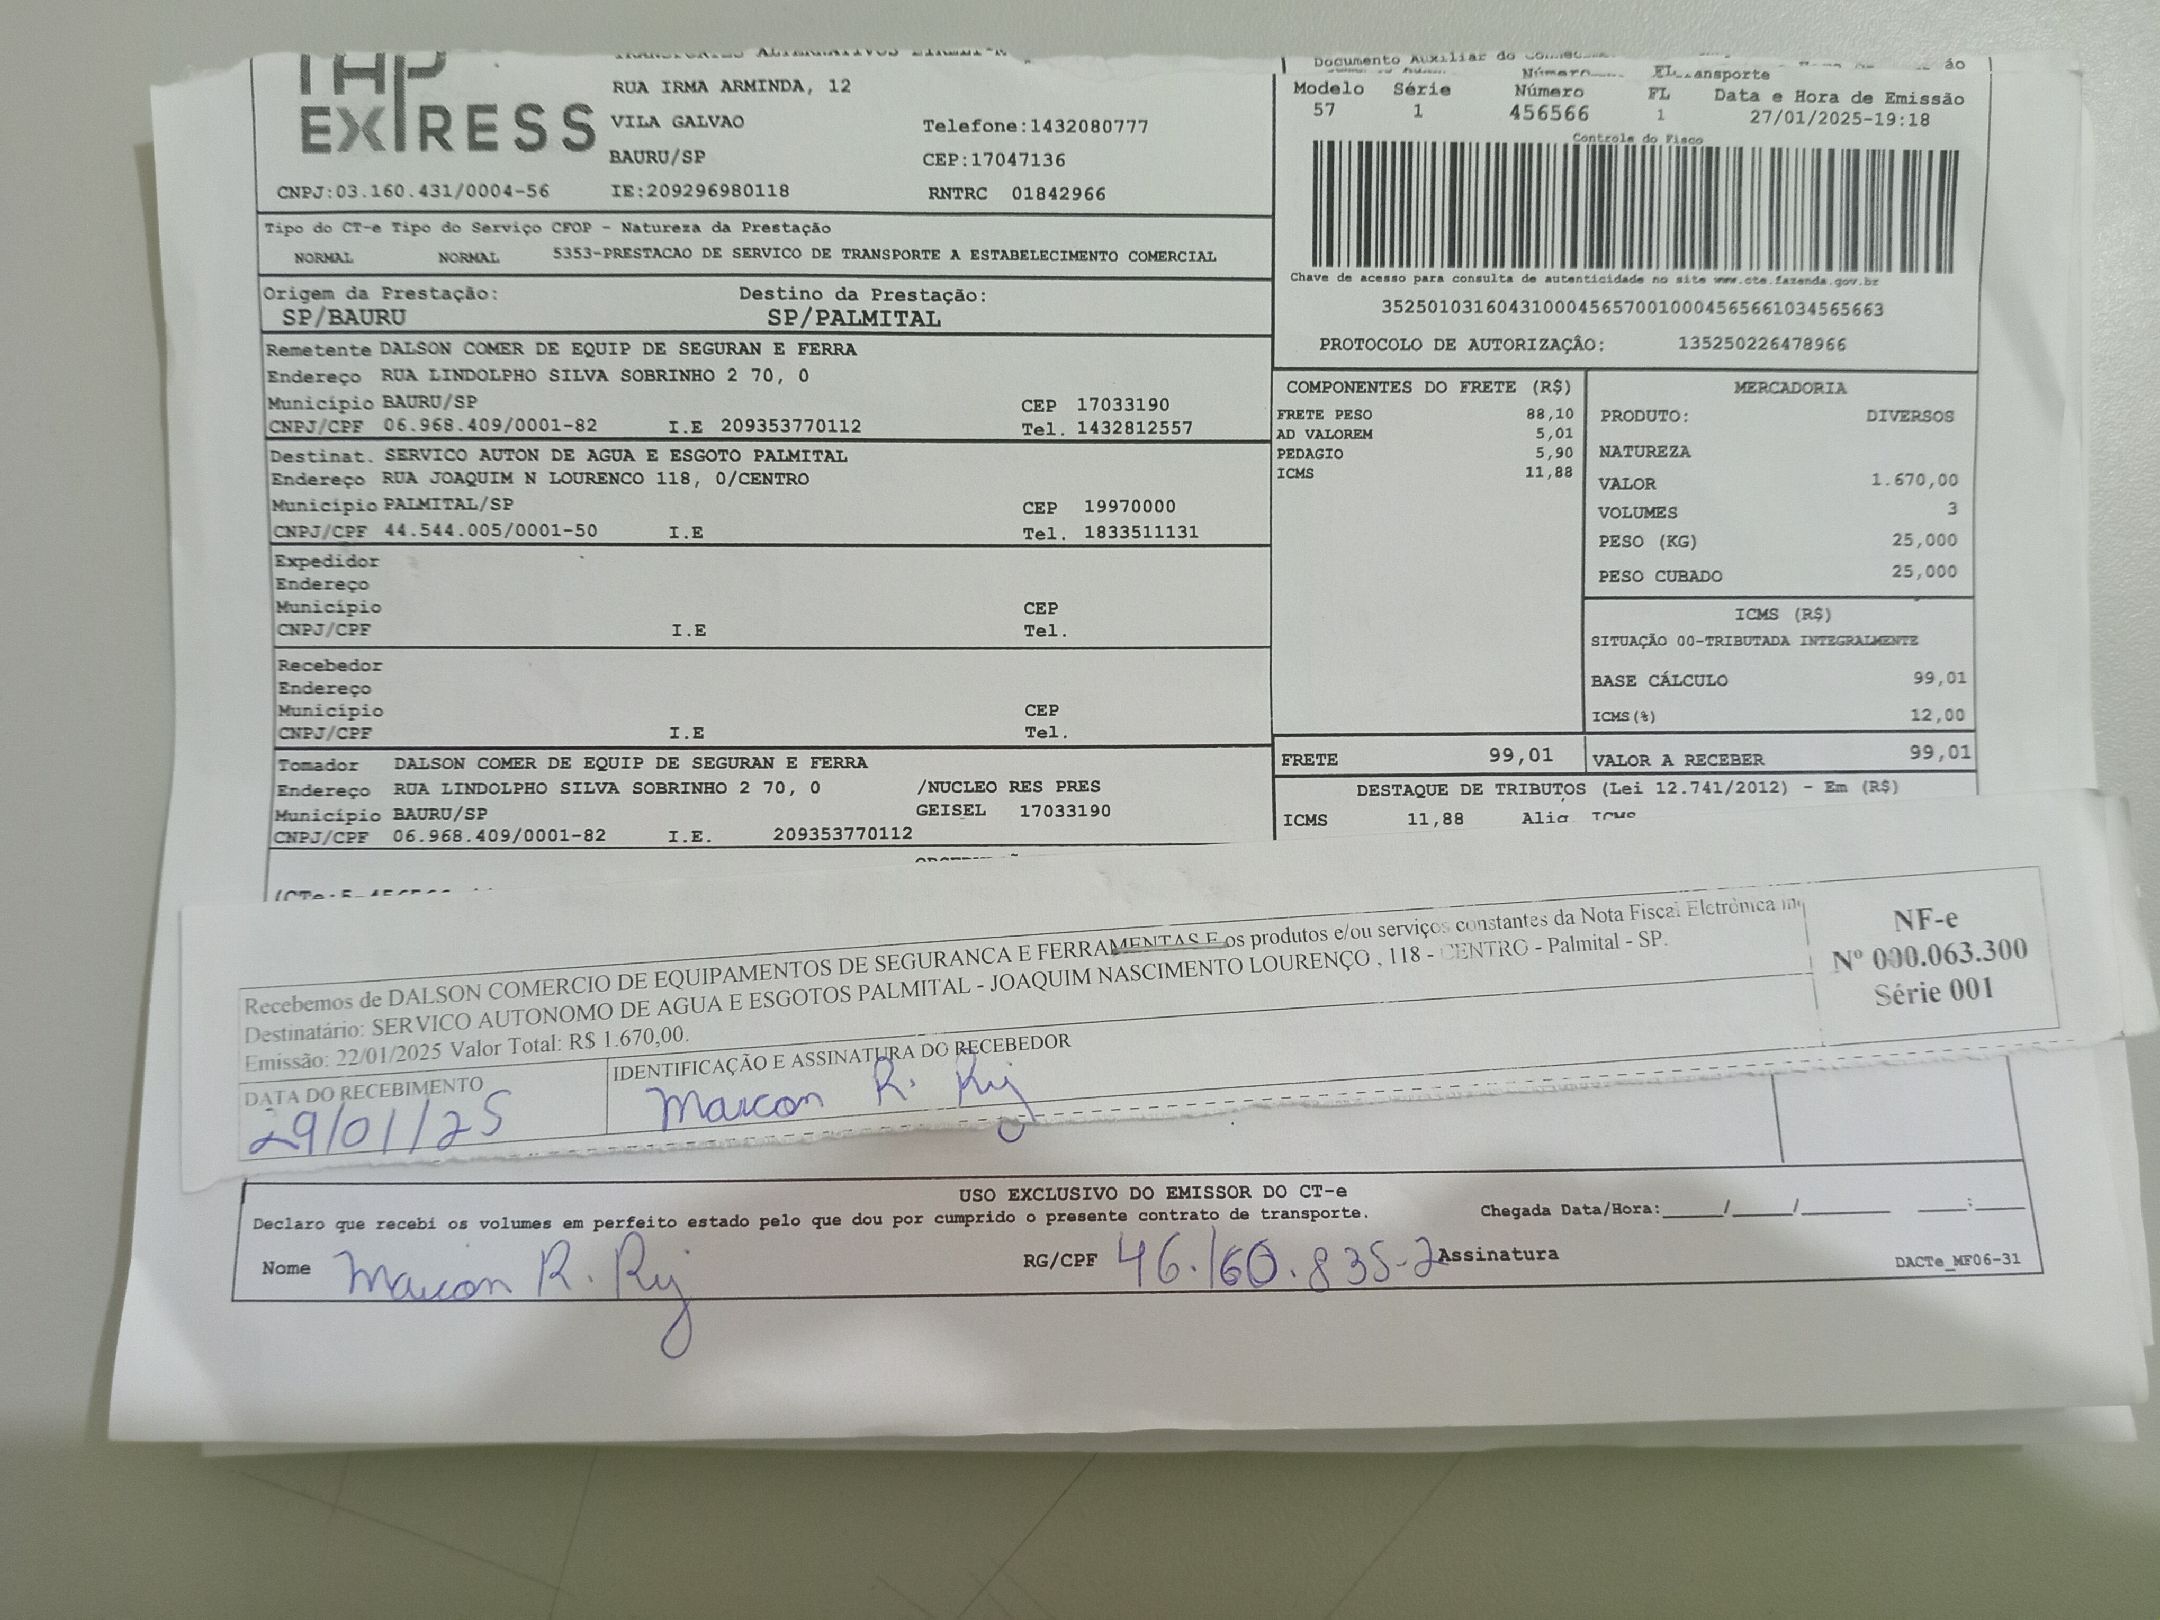 TAP
EXPRESS
RUA IRMA ARMINDA, 12
VILA GALVAO Telefone:1432080777
BAURU/SP CEP:17047136
CNPJ:03.160.431/0004-56 IE:209296980118 RNTRC 01842966
Documento Auxiliar do
Modelo Série Número FL Data e Hora de Emissão
57 1 456566 1 27/01/2025-19:18
Controle do Fisco
Chave de acesso para consulta de autenticidade no site www.cte.fazenda.gov.br
35250103160431000456570010004565661034565663
PROTOCOLO DE AUTORIZAÇÃO: 135250226478966
Tipo do CT-e Tipo do Serviço CFOP - Natureza da Prestação
NORMAL NORMAL 5353-PRESTACAO DE SERVICO DE TRANSPORTE A ESTABELECIMENTO COMERCIAL
Origem da Prestação: Destino da Prestação:
SP/BAURU SP/PALMITAL
Remetente DALSON COMER DE EQUIP DE SEGURAN E FERRA
Endereço RUA LINDOLPHO SILVA SOBRINHO 2 70, 0
Município BAURU/SP CEP 17033190
CNPJ/CPF 06.968.409/0001-82 I.E 209353770112 Tel. 1432812557
Destinat. SERVICO AUTON DE AGUA E ESGOTO PALMITAL
Endereço RUA JOAQUIM N LOURENCO 118, 0/CENTRO
Município PALMITAL/SP CEP 19970000
CNPJ/CPF 44.544.005/0001-50 I.E Tel. 1833511131
Expedidor
Endereço
Município CEP
CNPJ/CPF I.E Tel.
Recebedor
Endereço
Município CEP
CNPJ/CPF I.E Tel.
Tomador DALSON COMER DE EQUIP DE SEGURAN E FERRA
Endereço RUA LINDOLPHO SILVA SOBRINHO 2 70, 0 /NUCLEO RES PRES
Município BAURU/SP GEISEL 17033190
CNPJ/CPF 06.968.409/0001-82 I.E. 209353770112
COMPONENTES DO FRETE (R$)
FRETE PESO 88,10
AD VALOREM 5,01
PEDAGIO 5,90
ICMS 11,88
MERCADORIA
PRODUTO: DIVERSOS
NATUREZA
VALOR 1.670,00
VOLUMES 3
PESO (KG) 25,000
PESO CUBADO 25,000
ICMS (R$)
SITUAÇÃO 00-TRIBUTADA INTEGRALMENTE
BASE CÁLCULO 99,01
ICMS(%) 12,00
FRETE 99,01 VALOR A RECEBER 99,01
DESTAQUE DE TRIBUTOS (Lei 12.741/2012) - Em (R$)
ICMS 11,88 Aliq. ICMS
Recebemos de DALSON COMERCIO DE EQUIPAMENTOS DE SEGURANCA E FERRAMENTAS E os produtos e/ou serviços constantes da Nota Fiscal Eletrônica
Destinatário: SERVICO AUTONOMO DE AGUA E ESGOTOS PALMITAL - JOAQUIM NASCIMENTO LOURENÇO , 118 - CENTRO - Palmital - SP.
Emissão: 22/01/2025 Valor Total: R$ 1.670,00.
NF-e
Nº 000.063.300
Série 001
DATA DO RECEBIMENTO IDENTIFICAÇÃO E ASSINATURA DO RECEBEDOR
29/01/25 Marcon R. Ruj
USO EXCLUSIVO DO EMISSOR DO CT-e
Declaro que recebi os volumes em perfeito estado pelo que dou por cumprido o presente contrato de transporte. Chegada Data/Hora:____/____/______ ___:___
Nome Marcon R. Ruj RG/CPF 46.160.835-2 Assinatura DACTe_MF06-31